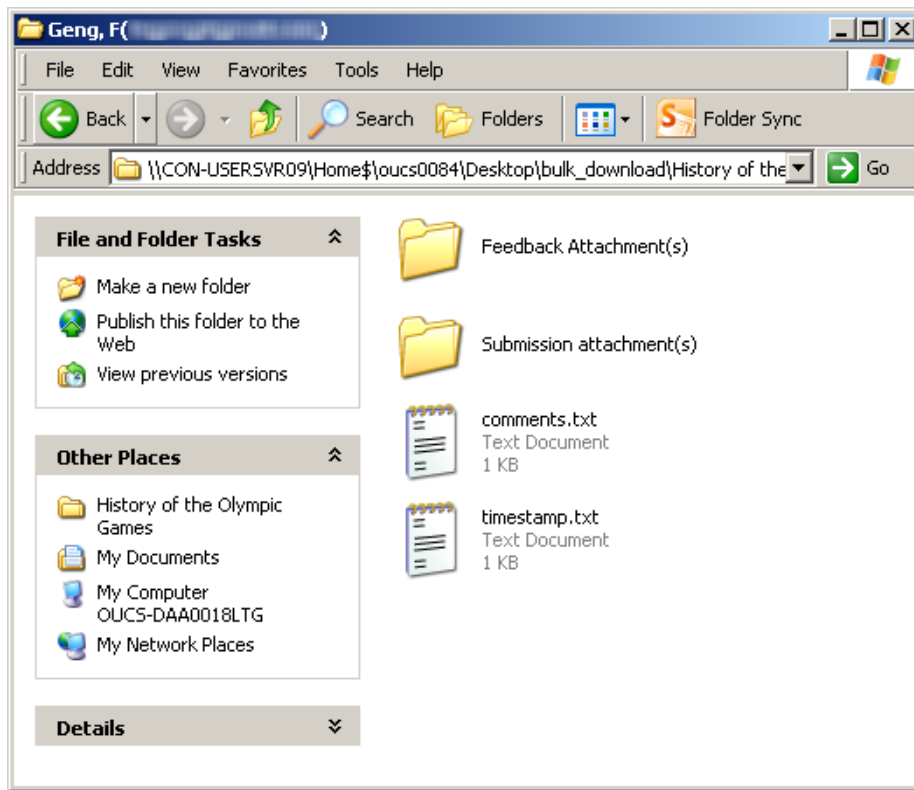 Geng, F( )
File Edit View Favorites Tools Help
Back Search Folders Folder Sync
Address \\CON-USERSVR09\Home$\oucs0084\Desktop\bulk_download\History of the Go
File and Folder Tasks
Make a new folder
Publish this folder to the
Web
View previous versions
Other Places
History of the Olympic
Games
My Documents
My Computer
OUCS-DAA0018LTG
My Network Places
Details
Feedback Attachment(s)
Submission attachment(s)
comments.txt
Text Document
1 KB
timestamp.txt
Text Document
1 KB